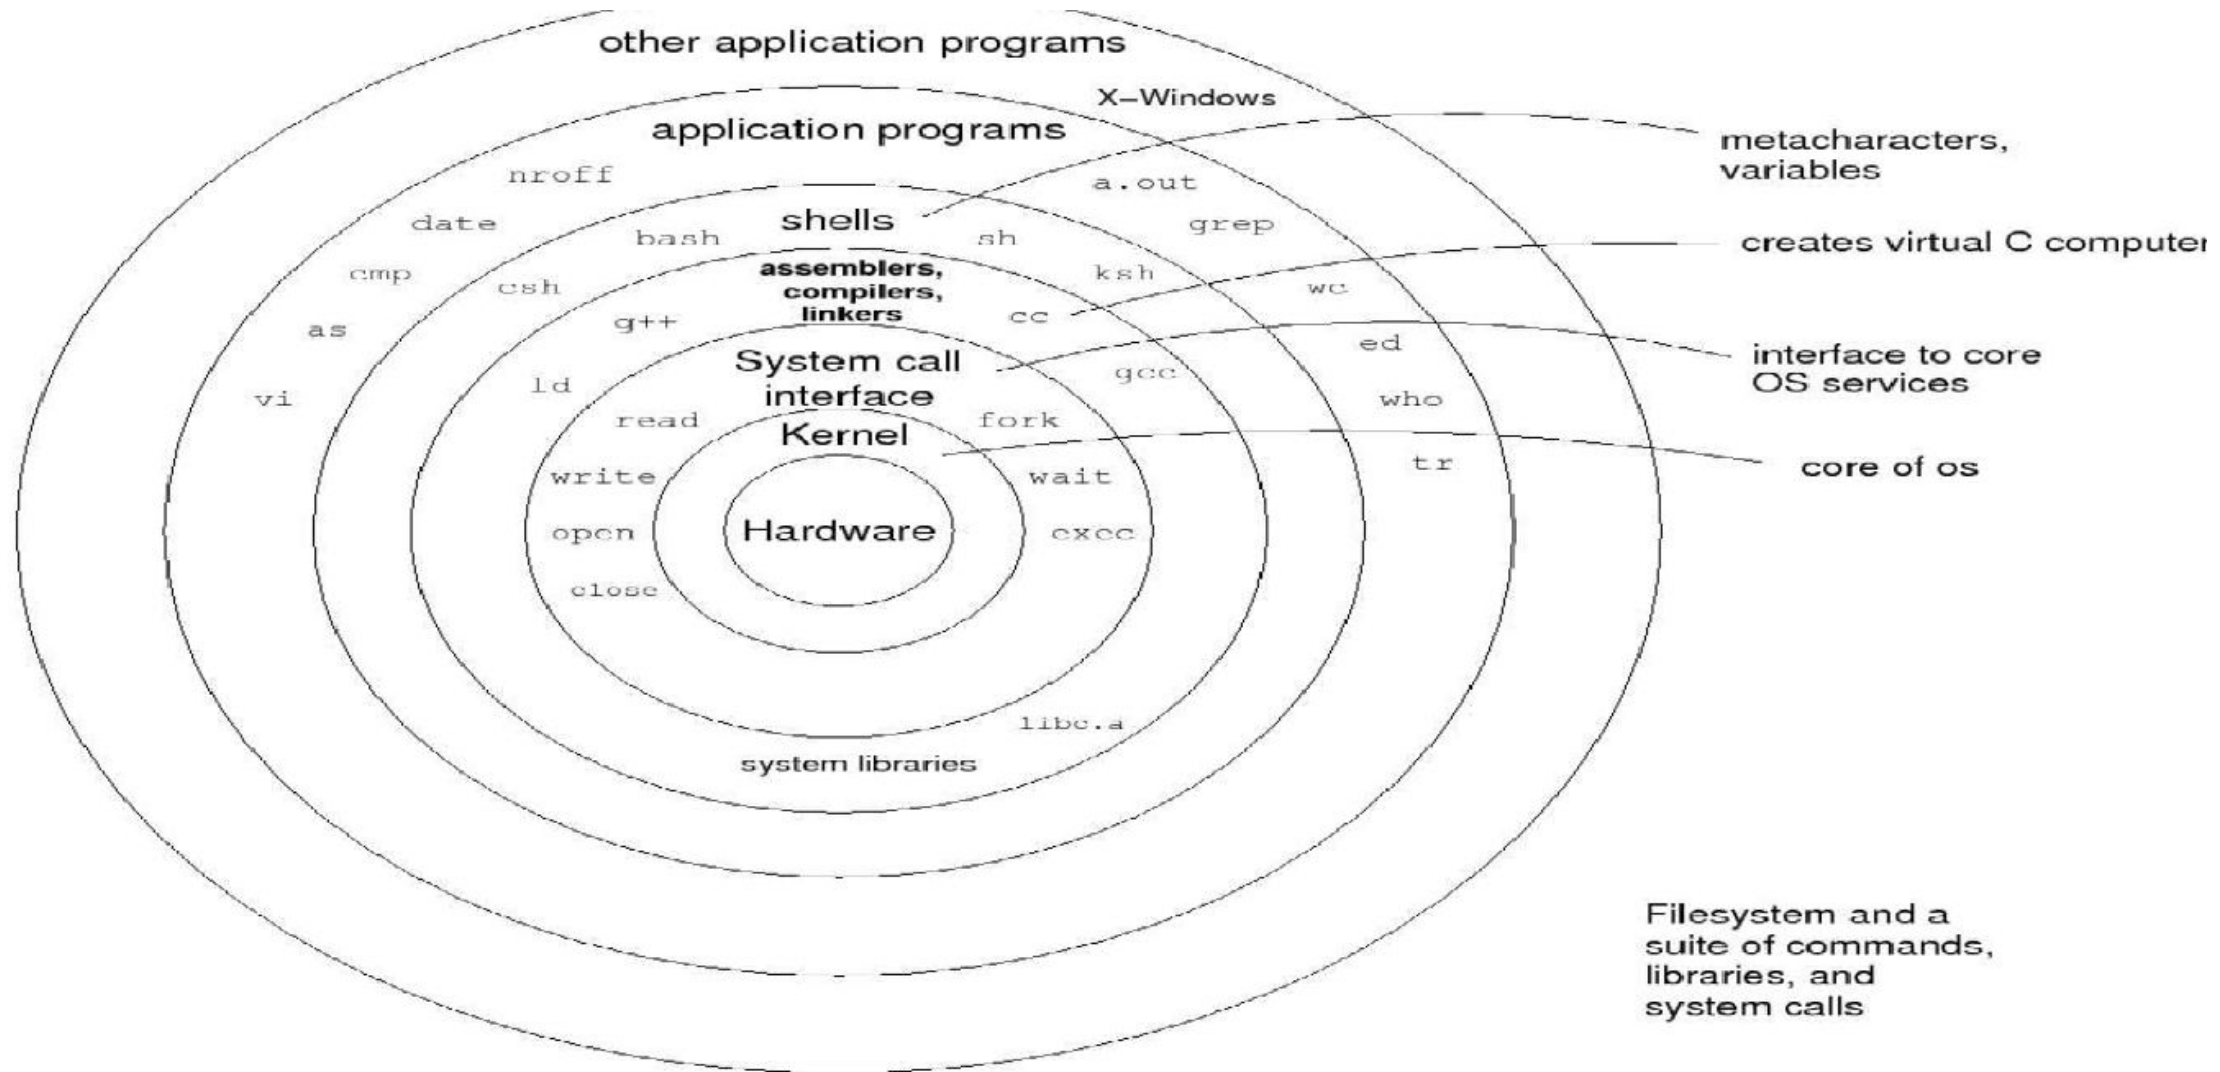 other application programs
X–Windows
application programs
metacharacters,
variables
nroff
a.out
date
shells
grep
bash
sh
creates virtual C computer
cmp
csh
assemblers,
compilers,
linkers
ksh
wc
as
g++
cc
ed
interface to core
OS services
System call
interface
vi
ld
gcc
who
read
fork
Kernel
tr
core of os
write
wait
Hardware
open
exec
close
libc.a
system libraries
Filesystem and a
suite of commands,
libraries, and
system calls